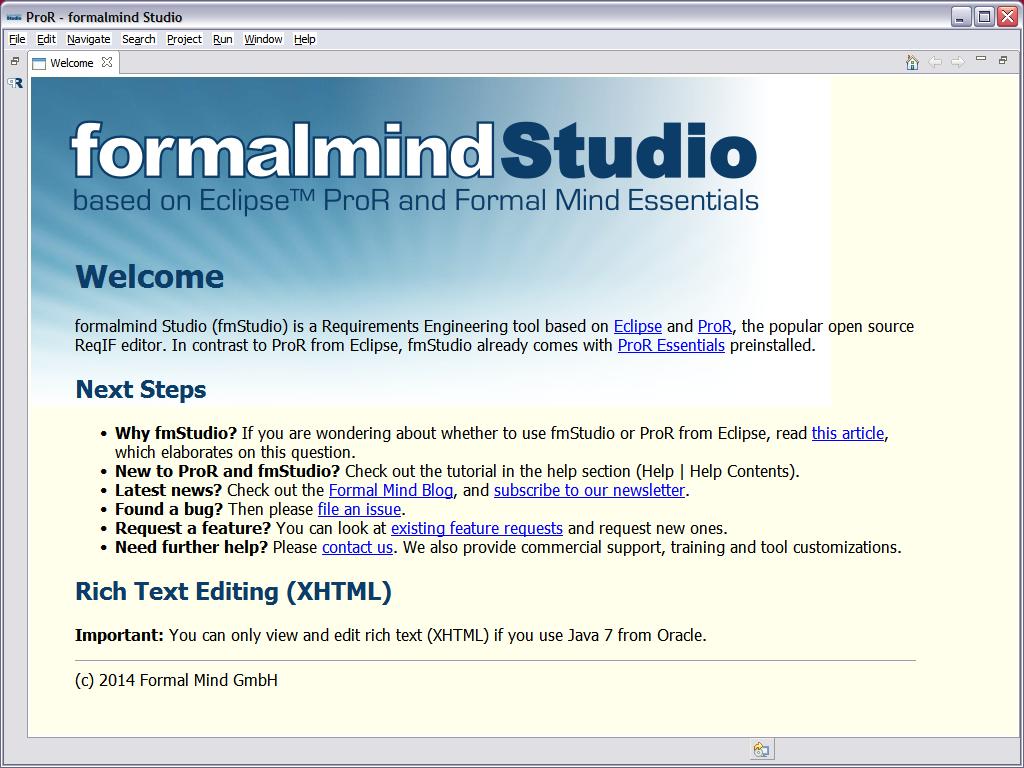 ProR - formalmind Studio
File Edit Navigate Search Project Run Window Help
Welcome
formalmind Studio
based on Eclipse™ ProR and Formal Mind Essentials
Welcome
formalmind Studio (fmStudio) is a Requirements Engineering tool based on Eclipse and ProR, the popular open source
ReqIF editor. In contrast to ProR from Eclipse, fmStudio already comes with ProR Essentials preinstalled.
Next Steps
• Why fmStudio? If you are wondering about whether to use fmStudio or ProR from Eclipse, read this article,
which elaborates on this question.
• New to ProR and fmStudio? Check out the tutorial in the help section (Help | Help Contents).
• Latest news? Check out the Formal Mind Blog, and subscribe to our newsletter.
• Found a bug? Then please file an issue.
• Request a feature? You can look at existing feature requests and request new ones.
• Need further help? Please contact us. We also provide commercial support, training and tool customizations.
Rich Text Editing (XHTML)
Important: You can only view and edit rich text (XHTML) if you use Java 7 from Oracle.
(c) 2014 Formal Mind GmbH